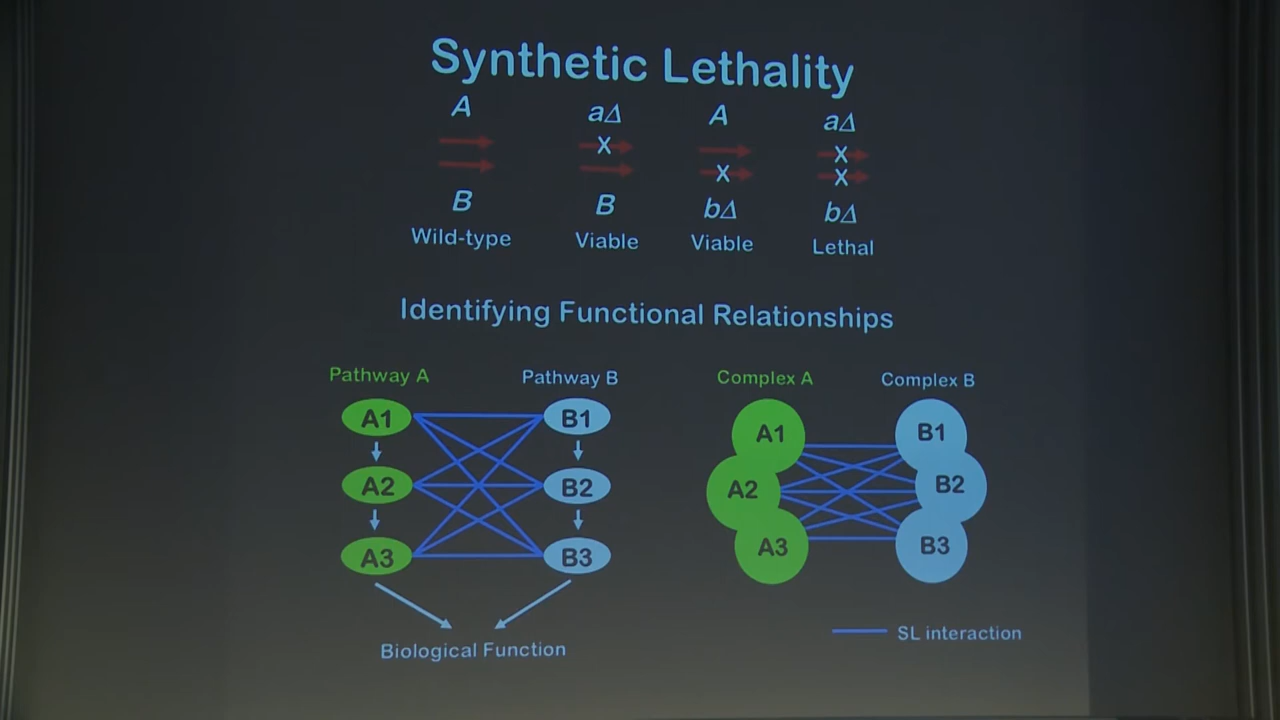 Synthetic Lethality
A aΔ A aΔ
X X
X X
B B bΔ bΔ
Wild-type Viable Viable Lethal
Identifying Functional Relationships
Pathway A Pathway B Complex A Complex B
A1 B1 A1 B1
A2 B2 A2 B2
A3 B3 A3 B3
SL interaction
Biological Function